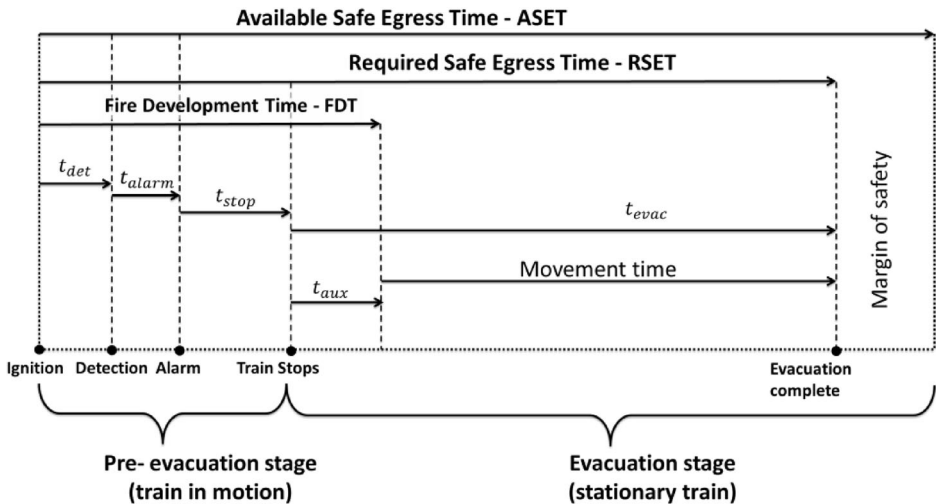 Available Safe Egress Time - ASET
Required Safe Egress Time - RSET
Fire Development Time - FDT
t_det
t_alarm
t_stop
t_evac
Movement time
t_aux
Margin of safety
Ignition Detection Alarm Train Stops Evacuation
complete
Pre- evacuation stage
(train in motion)
Evacuation stage
(stationary train)